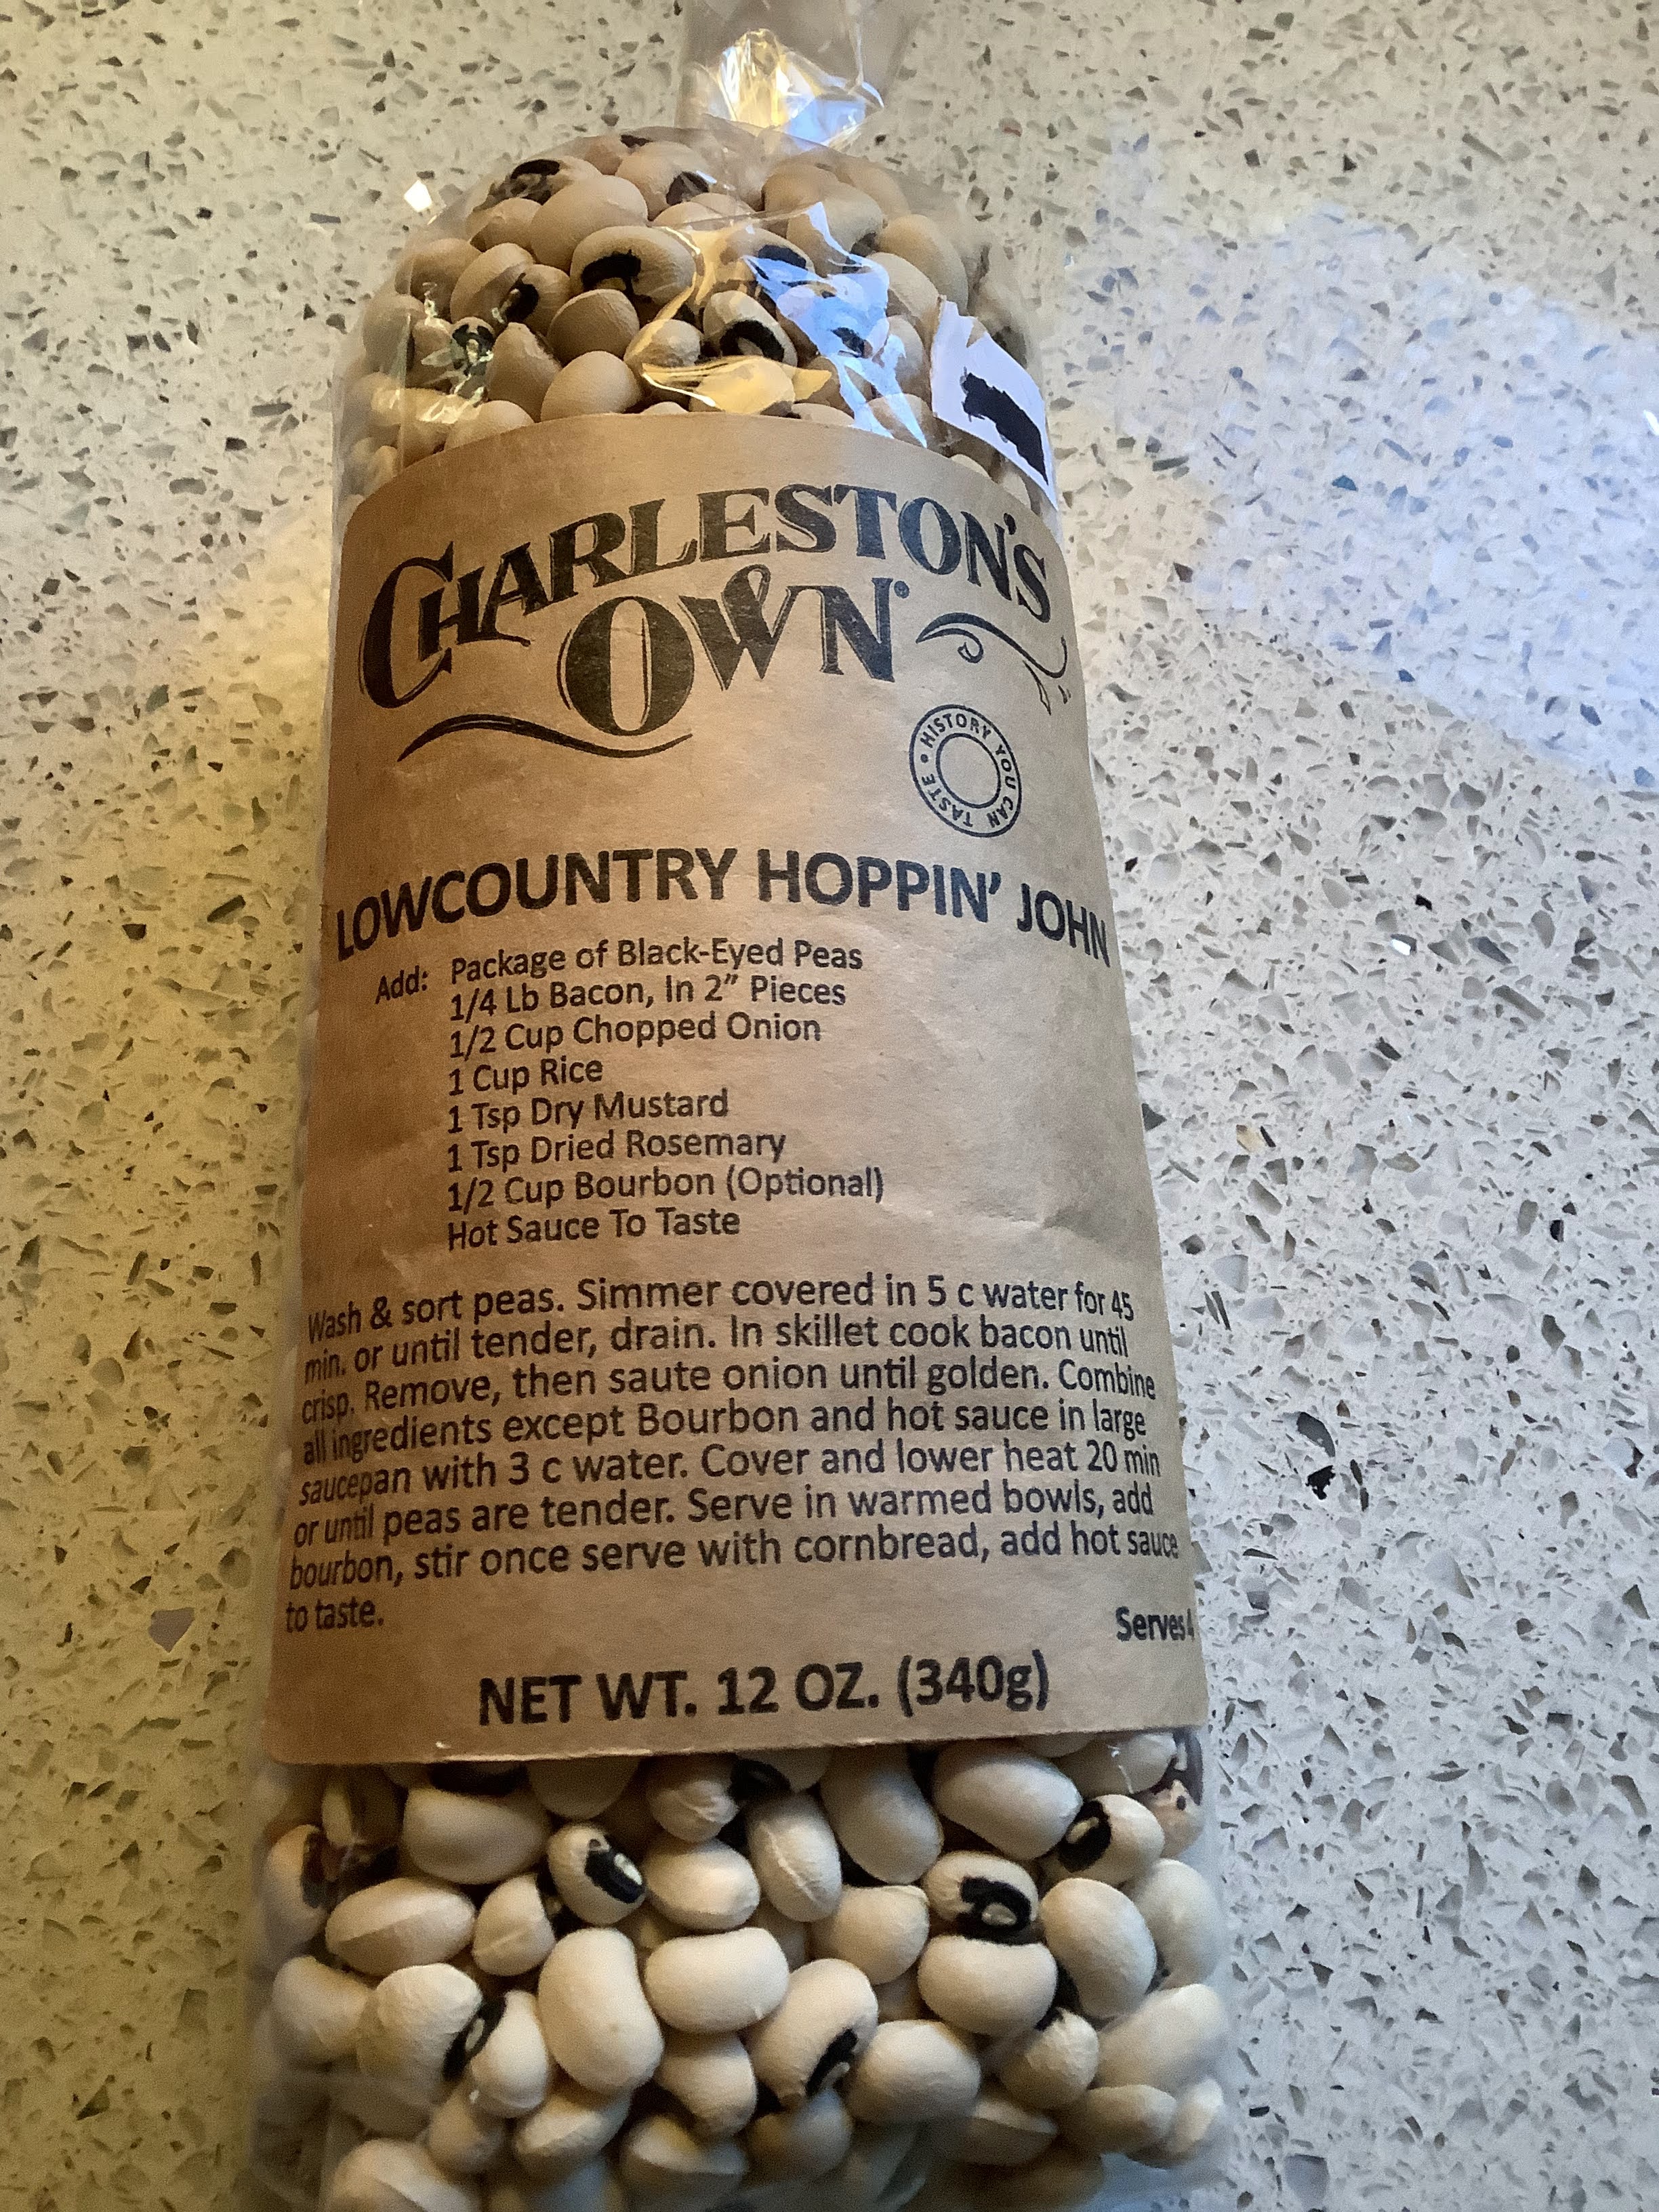 CHARLESTON'S
OWN
HISTORY YOU CAN TASTE
LOWCOUNTRY HOPPIN' JOHN
Add: Package of Black-Eyed Peas
1/4 Lb Bacon, In 2” Pieces
1/2 Cup Chopped Onion
1 Cup Rice
1 Tsp Dry Mustard
1 Tsp Dried Rosemary
1/2 Cup Bourbon (Optional)
Hot Sauce To Taste
Wash & sort peas. Simmer covered in 5 c water for 45
min. or until tender, drain. In skillet cook bacon until
crisp. Remove, then saute onion until golden. Combine
all ingredients except Bourbon and hot sauce in large
saucepan with 3 c water. Cover and lower heat 20 min
or until peas are tender. Serve in warmed bowls, add
bourbon, stir once serve with cornbread, add hot sauce
to taste.
Serves 4
NET WT. 12 OZ. (340g)